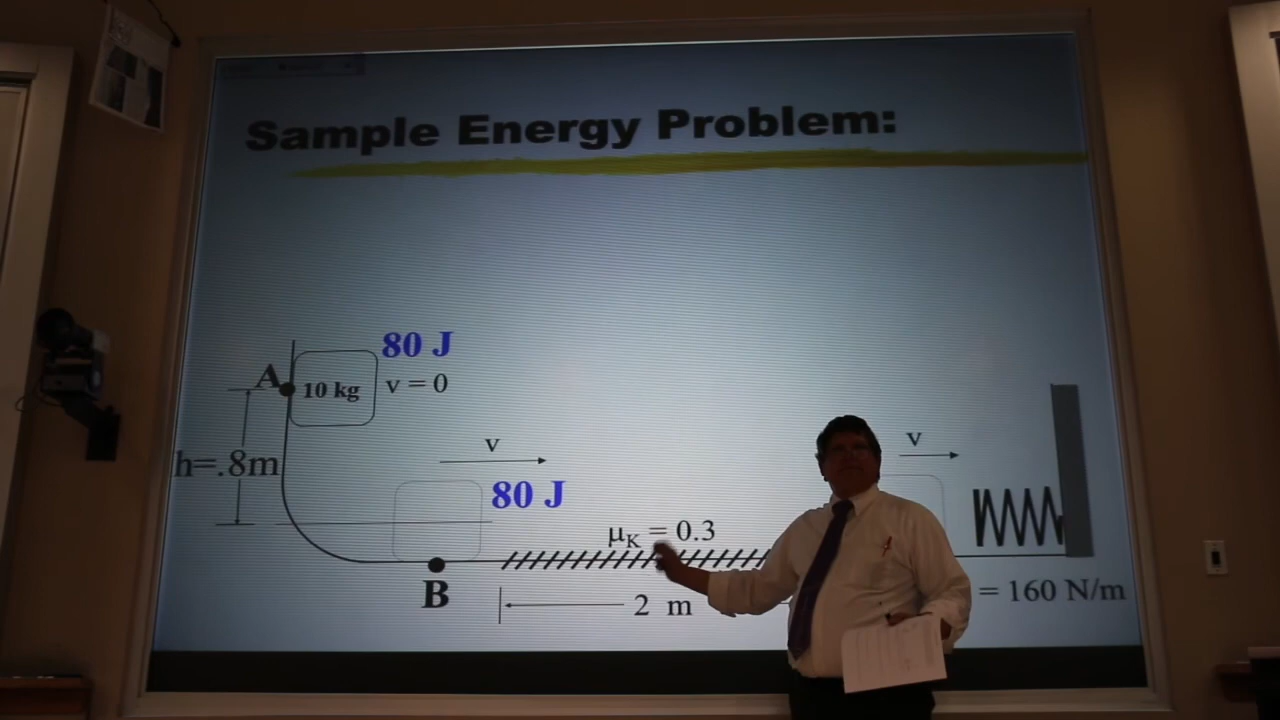 Sample Energy Problem:
80 J
A
10 kg
v = 0
h=.8m
v
80 J
v
μK = 0.3
B
2 m
= 160 N/m